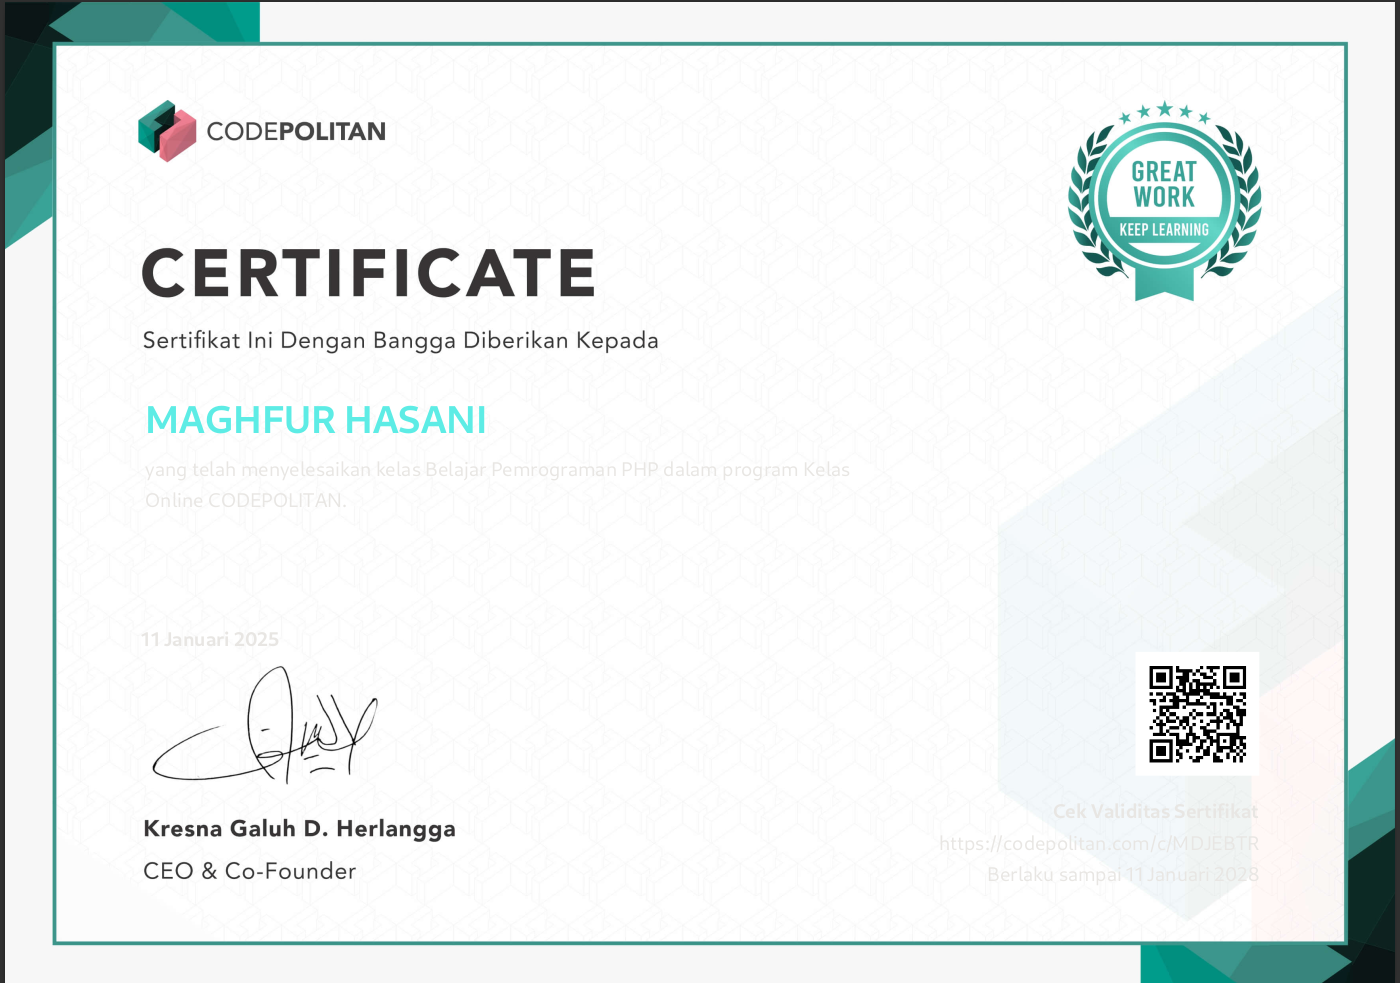 CODEPOLITAN
GREAT
WORK
KEEP LEARNING
CERTIFICATE
Sertifikat Ini Dengan Bangga Diberikan Kepada
MAGHFUR HASANI
yang telah menyelesaikan kelas Belajar Pemrograman PHP dalam program Kelas
Online CODEPOLITAN.
11 Januari 2025
Kresna Galuh D. Herlangga
CEO & Co-Founder
Cek Validitas Sertifikat
https://codepolitan.com/c/MDJEBTR
Berlaku sampai 11 Januari 2028